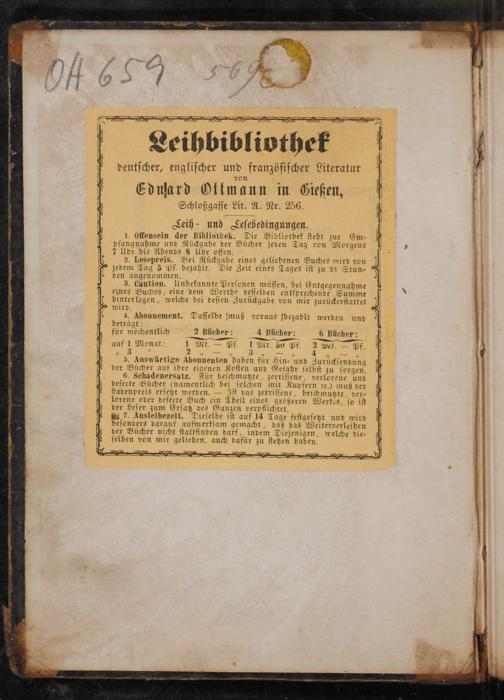 OH 659 569
Leihbibliothek
deutscher, englischer und französischer Literatur
von
Eduard Ottmann in Gießen,
Schloßgasse Lit. A. Nr. 256.
Leih- und Lesebedingungen.
1. Offensein der Bibliothek. Die Bibliothek steht zur Em-
pfangnahme und Rückgabe der Bücher jeden Tag von Morgens
7 Uhr bis Abends 8 Uhr offen.
2. Lesepreis. Bei Rückgabe eines geliehenen Buches wird von
jedem Tag 5 Pf. bezahlt. Die Zeit eines Tages ist zu 24 Stun-
den angenommen.
3. Caution. Unbekannte Personen müssen, bei Entgegennahme
eines Buches, eine dem Werthe desselben entsprechende Summe
hinterlegen, welche bei dessen Zurückgabe von mir zurückerstattet
wird.
4. Abonnement. Dasselbe muß voraus bezahlt werden und
beträgt:
für wöchentlich 2 Bücher: 4 Bücher: 6 Bücher:
auf 1 Monat: 1 Mk. — Pf. 1 Mk. 50 Pf. 2 Mk. — Pf.
„ 3 „ 2 „ — „ 3 „ — „ 4 „ — „
5. Auswärtige Abonnenten haben für Hin- und Zurücksendung
der Bücher auf ihre eigenen Kosten und Gefahr selbst zu sorgen.
6. Schadenersatz. Für beschmutzte, zerrissene, verlorene und
defecte Bücher (namentlich bei solchen mit Kupfern ꝛc.) muß der
Ladenpreis ersetzt werden. — Ist das zerrissene, beschmutzte, ver-
lorene oder defecte Buch ein Theil eines größeren Werkes, so ist
der Leser zum Ersatz des Ganzen verpflichtet.
7. Ausleihezeit. Dieselbe ist auf 14 Tage festgesetzt und wird
besonders darauf aufmerksam gemacht, daß das Weiterverleihen
der Bücher nicht stattfinden darf, indem Diejenigen, welche die-
selben von mir geliehen, auch dafür zu stehen haben.